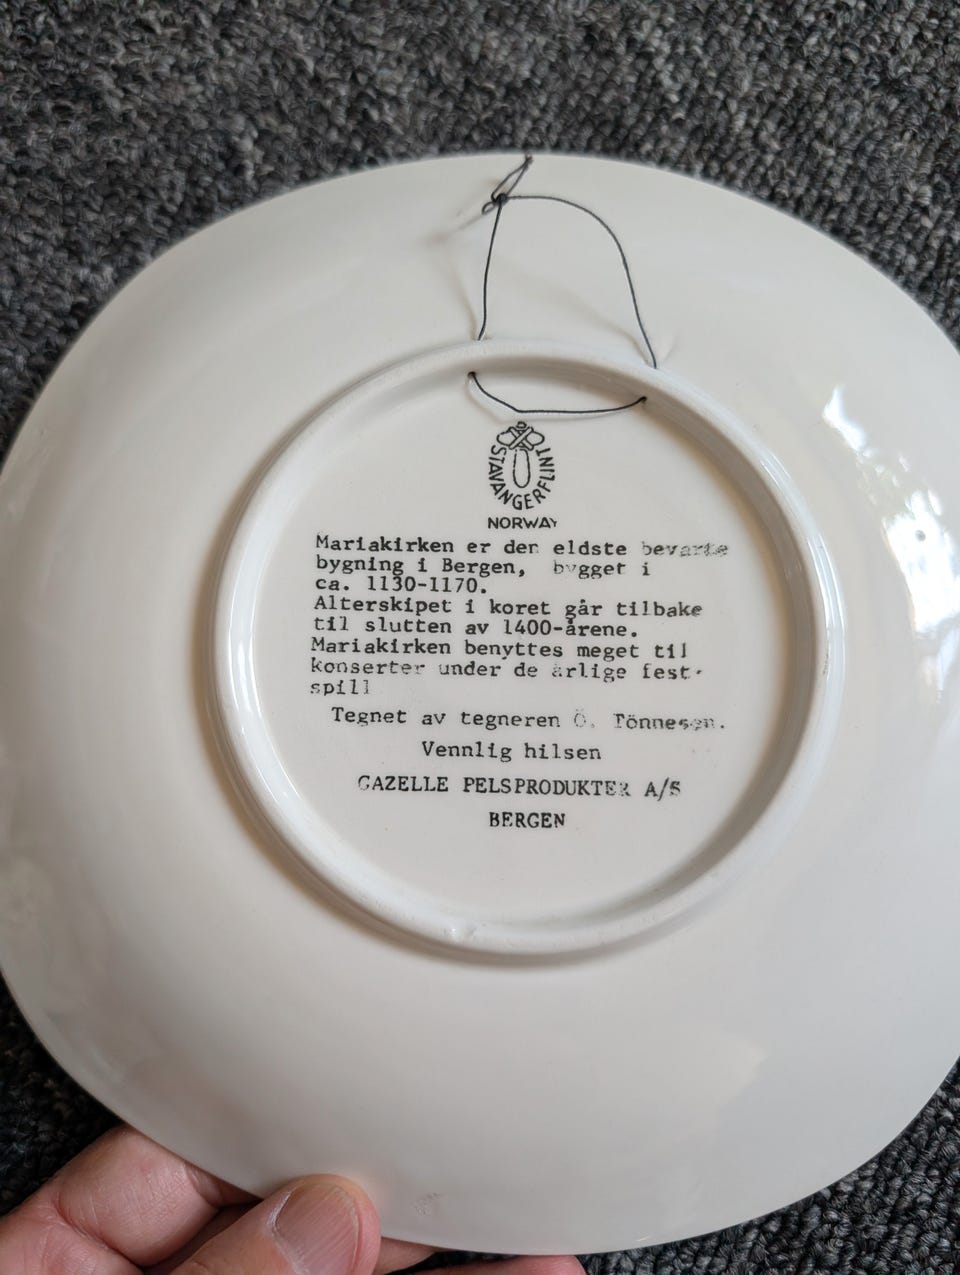 STAVANGERFLINT
NORWAY
Mariakirken er den eldste bevarte
bygning i Bergen, bygget i
ca. 1130-1170.
Alterskipet i koret går tilbake
til slutten av 1400-årene.
Mariakirken benyttes meget til
konserter under de årlige fest-
spill
Tegnet av tegneren Ö. Tönnesen.
Vennlig hilsen
GAZELLE PELSPRODUKTER A/S
BERGEN